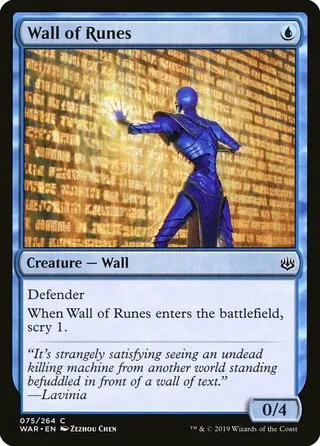 Wall of Runes
Creature — Wall
Defender
When Wall of Runes enters the battlefield,
scry 1.
"It's strangely satisfying seeing an undead
killing machine from another world standing
befuddled in front of a wall of text."
—Lavinia
0/4
075/264 C
WAR • EN Zezhou Chen
™ & © 2019 Wizards of the Coast